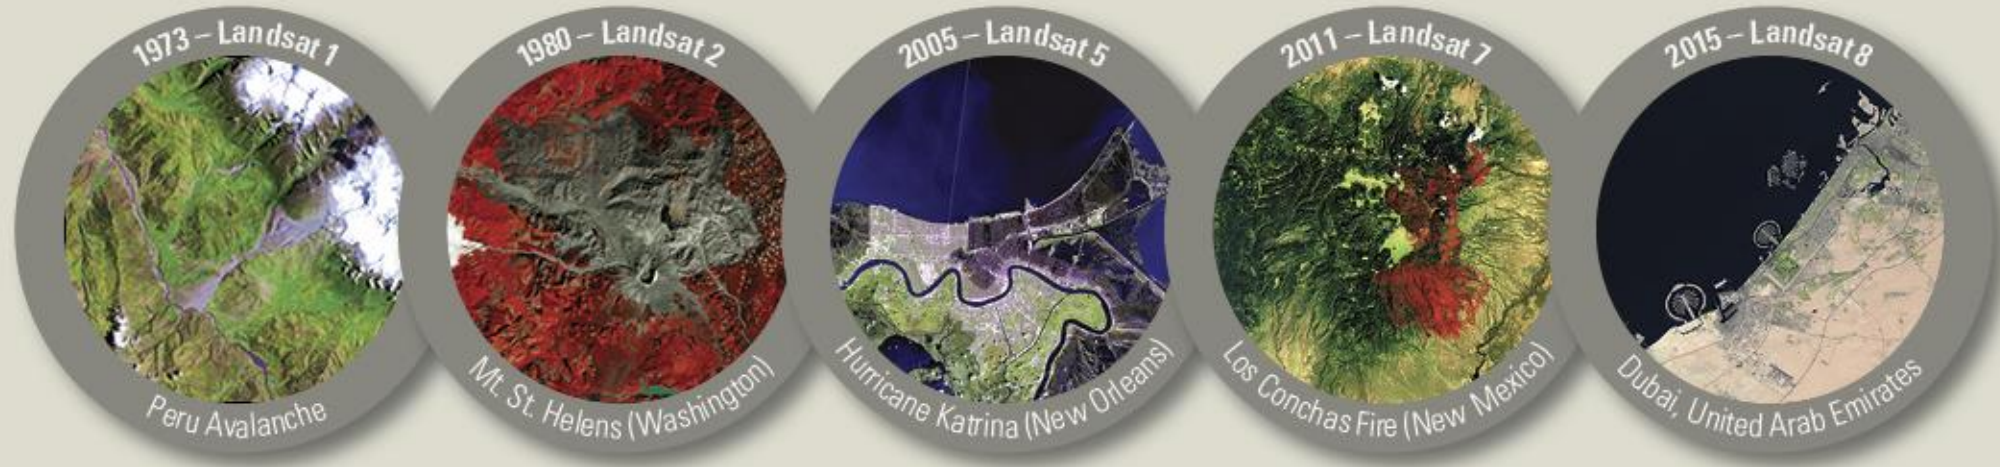 1973 – Landsat 1
Peru Avalanche
1980 – Landsat 2
Mt. St. Helens (Washington)
2005 – Landsat 5
Hurricane Katrina (New Orleans)
2011 – Landsat 7
Los Conchas Fire (New Mexico)
2015 – Landsat 8
Dubai, United Arab Emirates